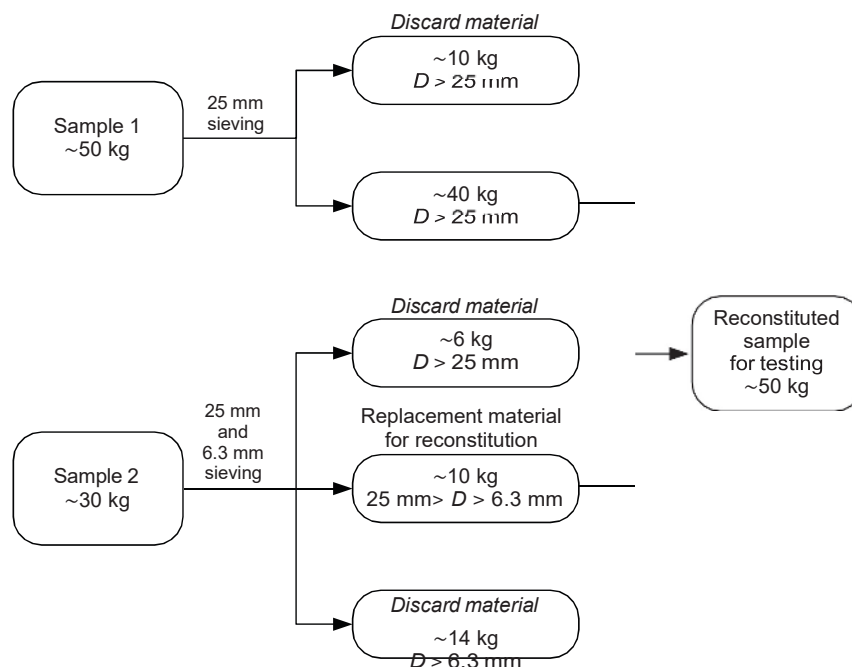 Discard material
~10 kg
D > 25 mm
25 mm
sieving
Sample 1
~50 kg
~40 kg
D > 25 mm
Discard material
~6 kg
D > 25 mm
Reconstituted
sample
for testing
~50 kg
25 mm
and
6.3 mm
sieving
Replacement material
for reconstitution
Sample 2
~30 kg
~10 kg
25 mm> D > 6.3 mm
Discard material
~14 kg
D > 6.3 mm